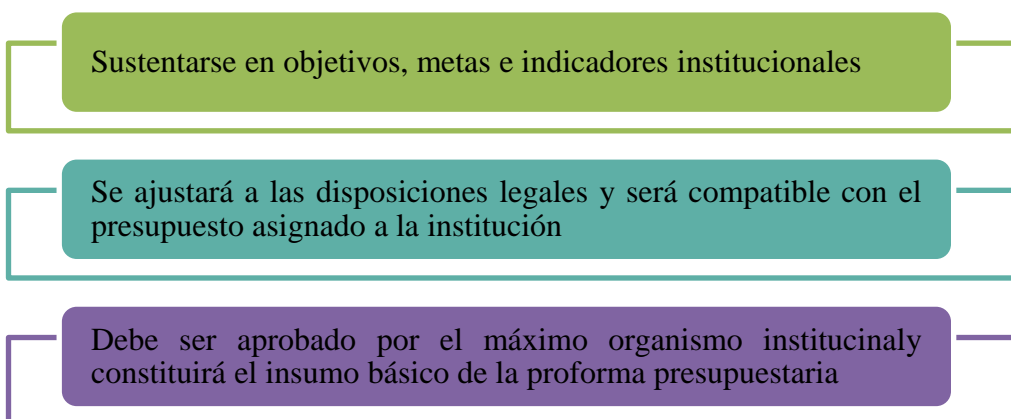 Sustentarse en objetivos, metas e indicadores institucionales
Se ajustará a las disposiciones legales y será compatible con el
presupuesto asignado a la institución
Debe ser aprobado por el máximo organismo institucinaly
constituirá el insumo básico de la proforma presupuestaria